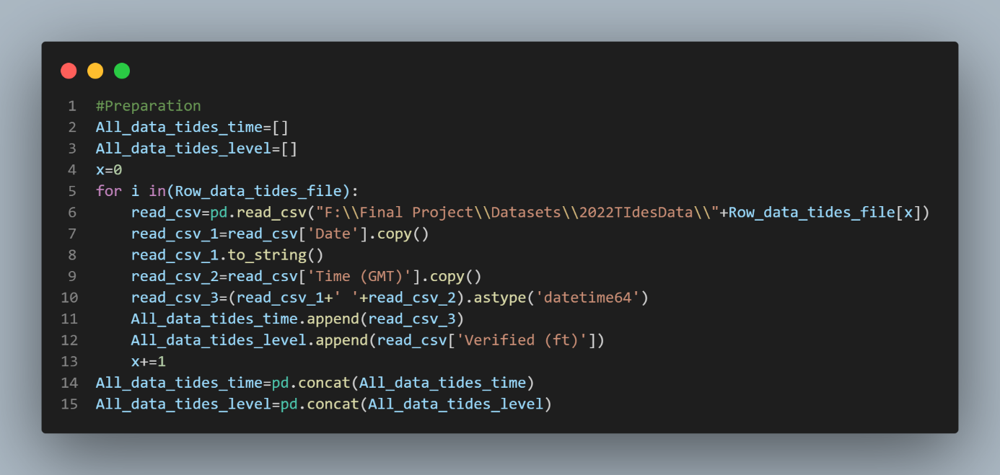 1 #Preparation
2 All_data_tides_time=[]
3 All_data_tides_level=[]
4 x=0
5 for i in(Row_data_tides_file):
6     read_csv=pd.read_csv("F:\\Final Project\\Datasets\\2022TIdesData\\"+Row_data_tides_file[x])
7     read_csv_1=read_csv['Date'].copy()
8     read_csv_1.to_string()
9     read_csv_2=read_csv['Time (GMT)'].copy()
10     read_csv_3=(read_csv_1+' '+read_csv_2).astype('datetime64')
11     All_data_tides_time.append(read_csv_3)
12     All_data_tides_level.append(read_csv['Verified (ft)'])
13     x+=1
14 All_data_tides_time=pd.concat(All_data_tides_time)
15 All_data_tides_level=pd.concat(All_data_tides_level)